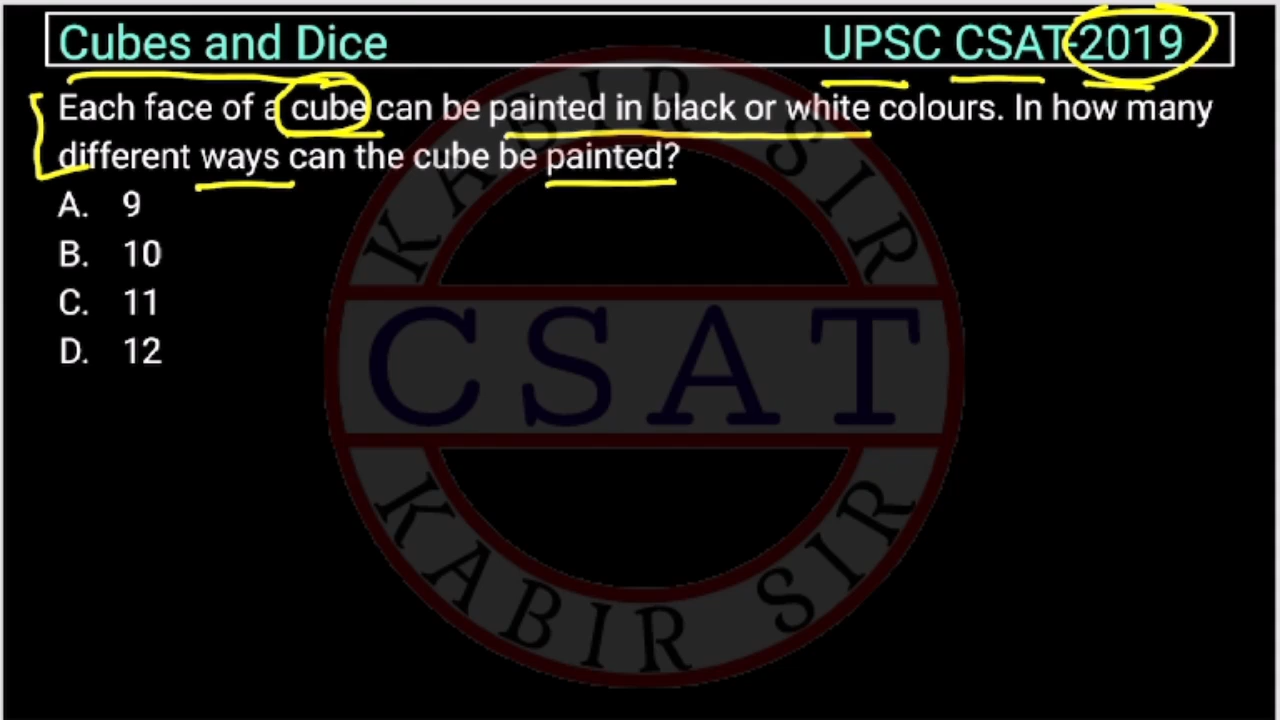 Cubes and Dice UPSC CSAT-2019
Each face of a cube can be painted in black or white colours. In how many
different ways can the cube be painted?
A. 9
B. 10
C. 11
D. 12
KABIR SIR
CSAT
KABIR SIR